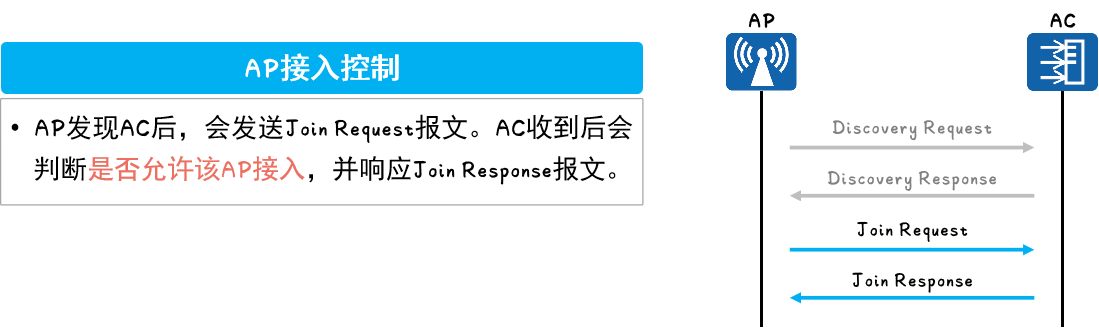 AP接入控制
• AP发现AC后，会发送Join Request报文。AC收到后会
判断是否允许该AP接入，并响应Join Response报文。
AP
AC
Discovery Request
Discovery Response
Join Request
Join Response